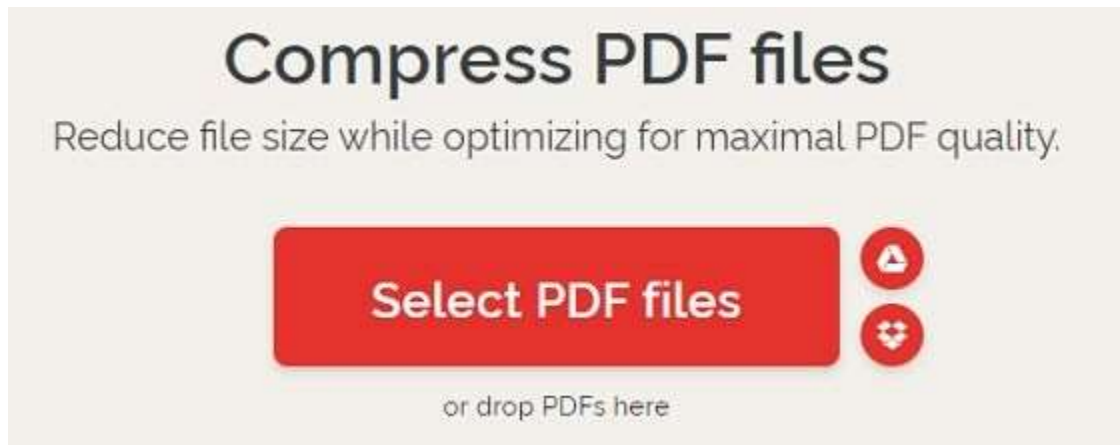 Compress PDF files
Reduce file size while optimizing for maximal PDF quality.
Select PDF files
or drop PDFs here